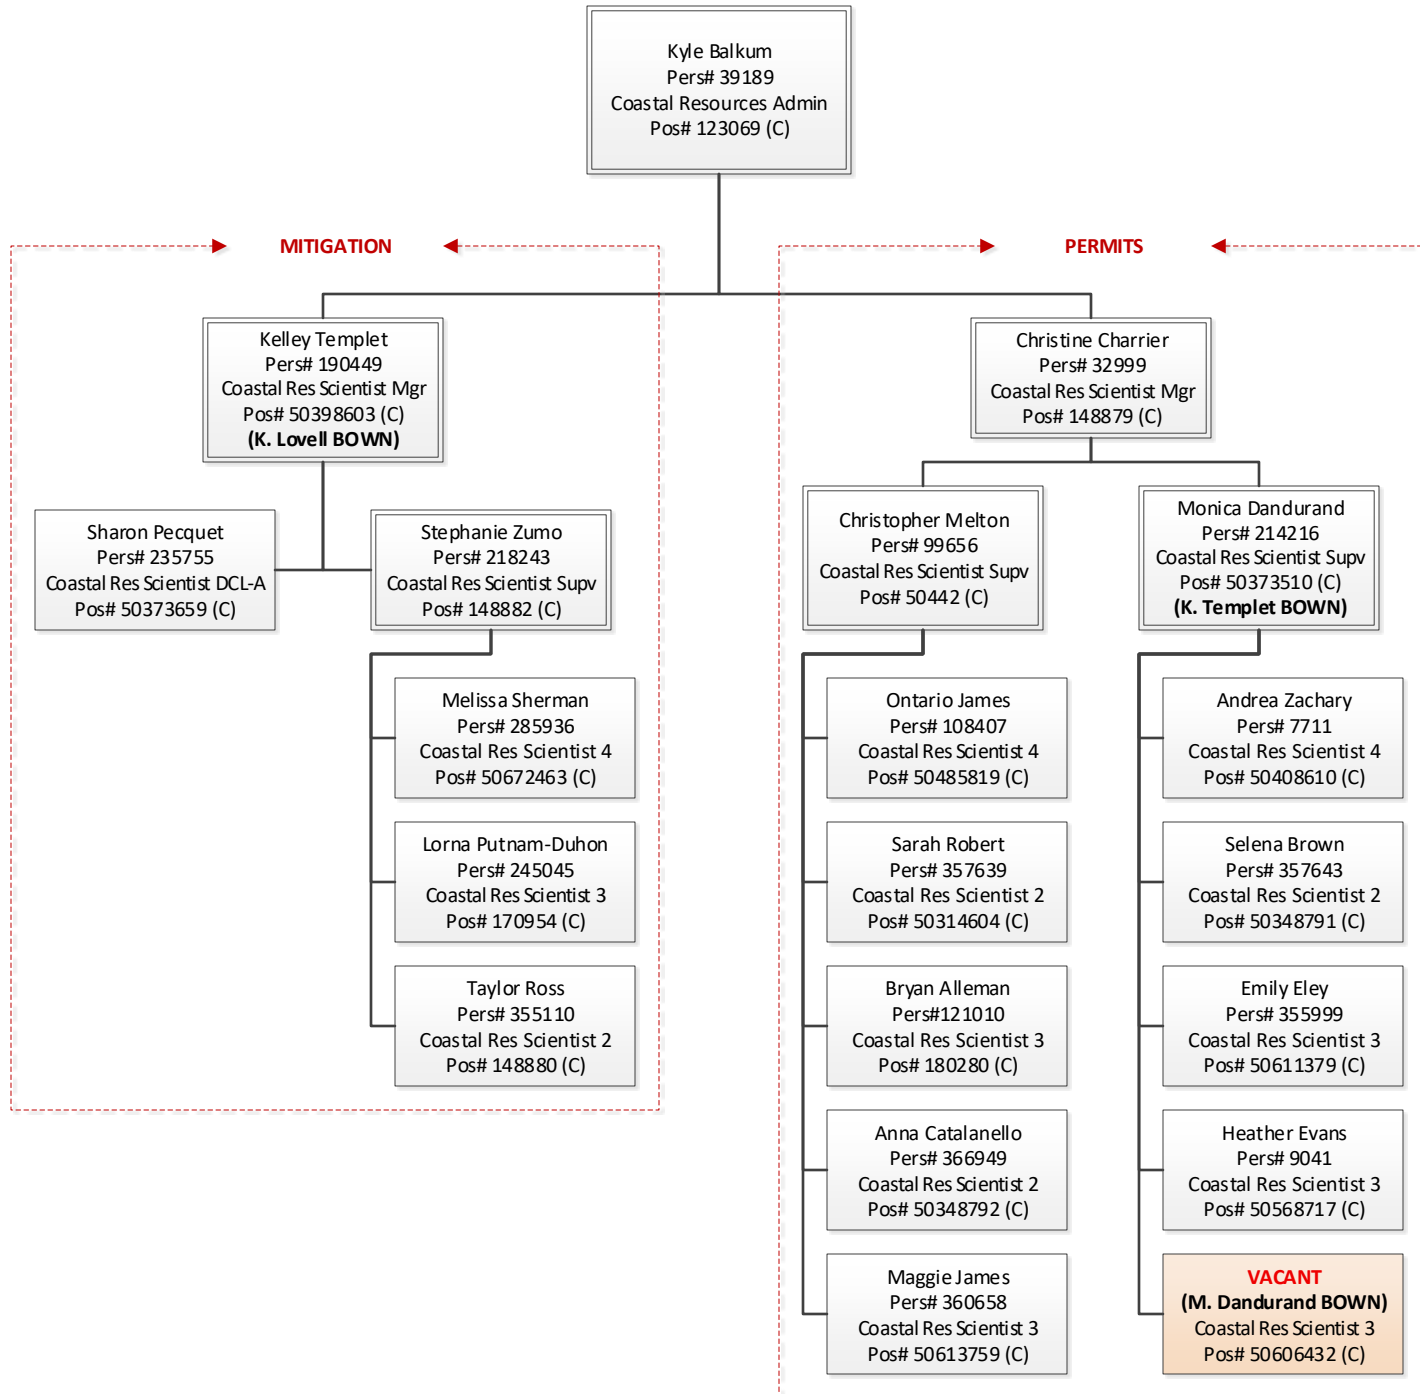 Kyle Balkum
Pers# 39189
Coastal Resources Admin
Pos# 123069 (C)
MITIGATION
Kelley Templet
Pers# 190449
Coastal Res Scientist Mgr
Pos# 50398603 (C)
(K. Lovell BOWN)
Sharon Pecquet
Pers# 235755
Coastal Res Scientist DCL-A
Pos# 50373659 (C)
Stephanie Zumo
Pers# 218243
Coastal Res Scientist Supv
Pos# 148882 (C)
Melissa Sherman
Pers# 285936
Coastal Res Scientist 4
Pos# 50672463 (C)
Lorna Putnam-Duhon
Pers# 245045
Coastal Res Scientist 3
Pos# 170954 (C)
Taylor Ross
Pers# 355110
Coastal Res Scientist 2
Pos# 148880 (C)
PERMITS
Christine Charrier
Pers# 32999
Coastal Res Scientist Mgr
Pos# 148879 (C)
Christopher Melton
Pers# 99656
Coastal Res Scientist Supv
Pos# 50442 (C)
Ontario James
Pers# 108407
Coastal Res Scientist 4
Pos# 50485819 (C)
Sarah Robert
Pers# 357639
Coastal Res Scientist 2
Pos# 50314604 (C)
Bryan Alleman
Pers#121010
Coastal Res Scientist 3
Pos# 180280 (C)
Anna Catalanello
Pers# 366949
Coastal Res Scientist 2
Pos# 50348792 (C)
Maggie James
Pers# 360658
Coastal Res Scientist 3
Pos# 50613759 (C)
Monica Dandurand
Pers# 214216
Coastal Res Scientist Supv
Pos# 50373510 (C)
(K. Templet BOWN)
Andrea Zachary
Pers# 7711
Coastal Res Scientist 4
Pos# 50408610 (C)
Selena Brown
Pers# 357643
Coastal Res Scientist 2
Pos# 50348791 (C)
Emily Eley
Pers# 355999
Coastal Res Scientist 3
Pos# 50611379 (C)
Heather Evans
Pers# 9041
Coastal Res Scientist 3
Pos# 50568717 (C)
VACANT
(M. Dandurand BOWN)
Coastal Res Scientist 3
Pos# 50606432 (C)